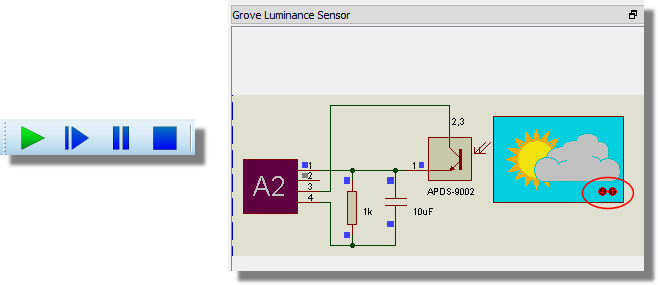 Grove Luminance Sensor
2,3
A2
1
2
3
4
1
APDS-9002
1k
10uF